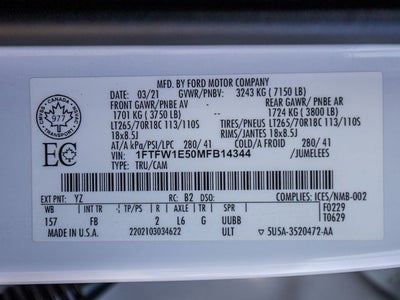 MFD. BY FORD MOTOR COMPANY
03/21 GVWR/PNBV: 3243 KG ( 7150 LB)
FRONT GAWR/ PNBE AV REAR GAWR/ PNBE AR
1701 KG ( 3750 LB) 1724 KG ( 3800 LB)
LT265/70R18C 113/110S TIRES/PNEUS LT265/70R18C 113/110S
18x8.5J RIMS/JANTES 18x8.5J
AT/A kPa/PSI/LPC 280/ 41 COLD/A FROID 280/ 41
1FTFW1E50MFB14344 /JUMELEES
TYPE: TRU/CAM
CANADA
977
TRANSPORT
EC
EXT PNT: YZ RC: B2 DSO: COMPLIES: ICES/NMB-002
WB BRK INT TR TP/PS R AXLE TR SPR F0229
157 FB 2 L6 G UUBB T0629
MADE IN U.S.A. 2202103034622 ULT 5U5A-3520472-AA